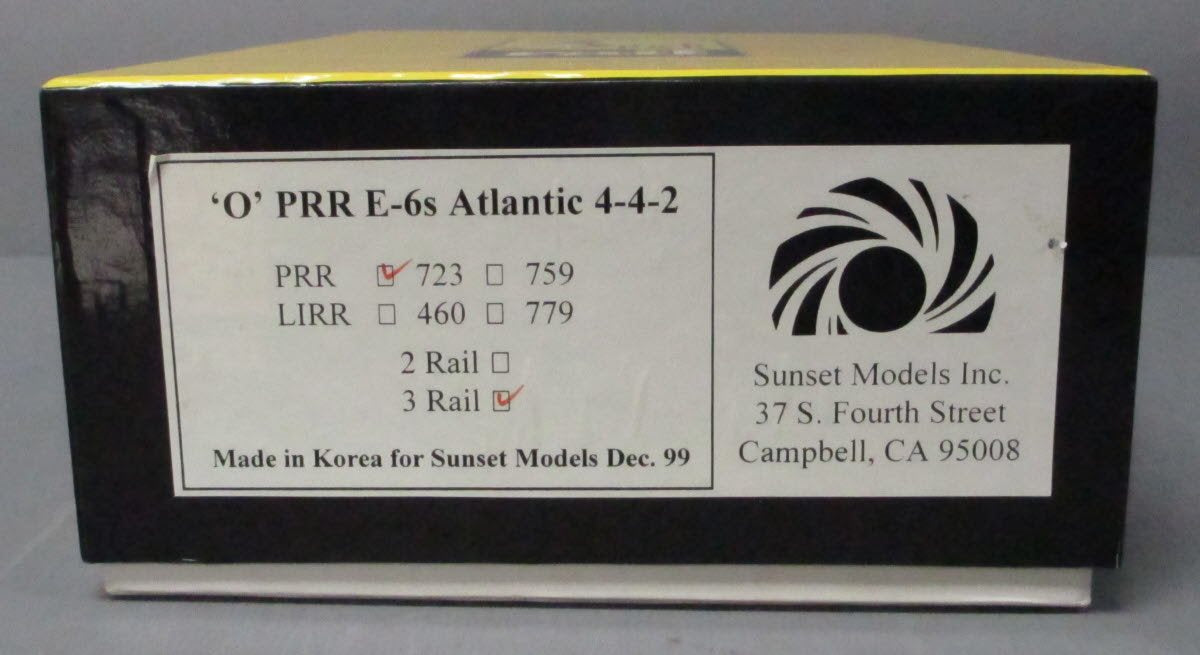 ‘O’ PRR E-6s Atlantic 4-4-2
PRR ☑ 723 ☐ 759
LIRR ☐ 460 ☐ 779
2 Rail ☐
3 Rail ☑
Made in Korea for Sunset Models Dec. 99
Sunset Models Inc.
37 S. Fourth Street
Campbell, CA 95008